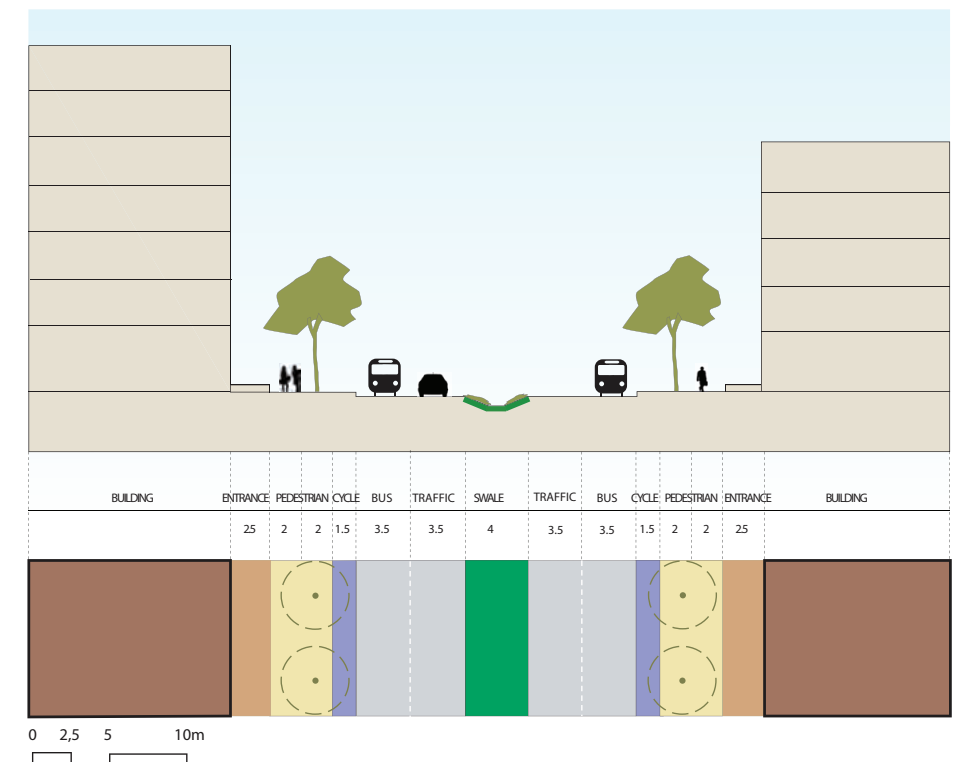 BUILDING ENTRANCE PEDESTRIAN CYCLE BUS TRAFFIC SWALE TRAFFIC BUS CYCLE PEDESTRIAN ENTRANCE BUILDING
25 2 2 1.5 3.5 3.5 4 3.5 3.5 1.5 2 2 25
0 2,5 5 10m